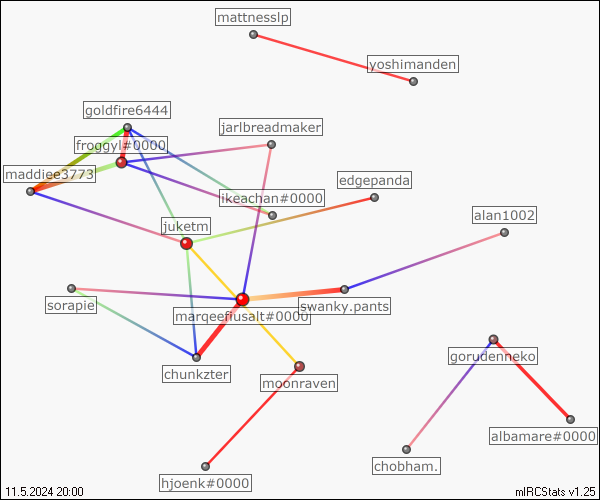 mattnesslp
yoshimanden
goldfire6444
jarlbreadmaker
froggyl#0000
maddiee3773
edgepanda
ikeachan#0000
alan1002
juketm
sorapie
swanky.pants
marqeefiusalt#0000
gorudenneko
chunkzter
moonraven
albamare#0000
chobham.
hjoenk#0000
11.5.2024 20:00
mIRCStats v1.25